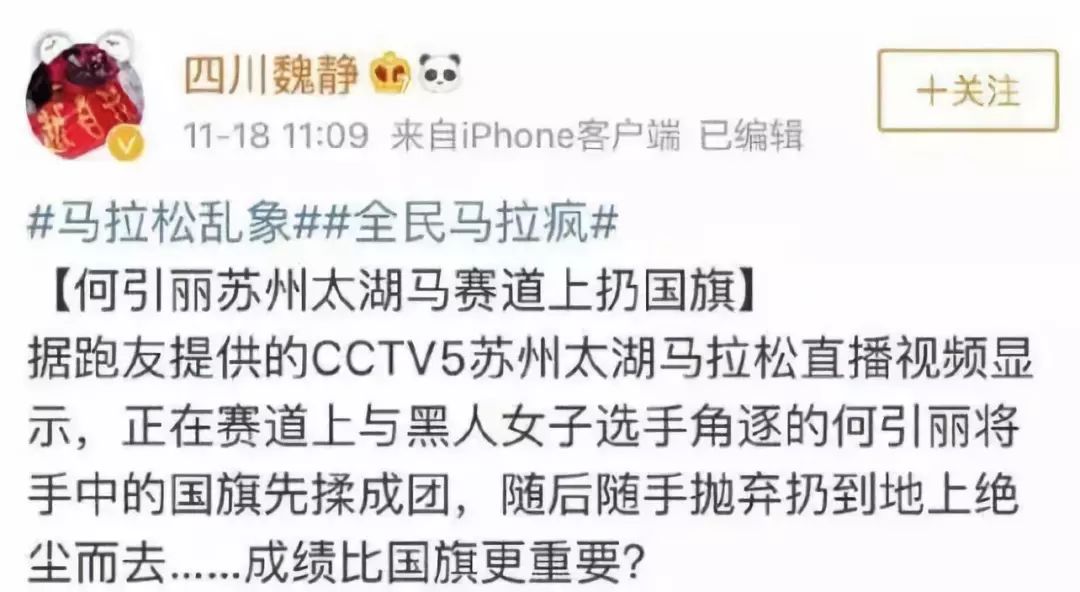 四川魏静
+关注
11-18 11:09 来自iPhone客户端 已编辑
#马拉松乱象##全民马拉疯#
【何引丽苏州太湖马赛道上扔国旗】
据跑友提供的CCTV5苏州太湖马拉松直播视频显
示，正在赛道上与黑人女子选手角逐的何引丽将
手中的国旗先揉成团，随后随手抛弃扔到地上绝
尘而去......成绩比国旗更重要？